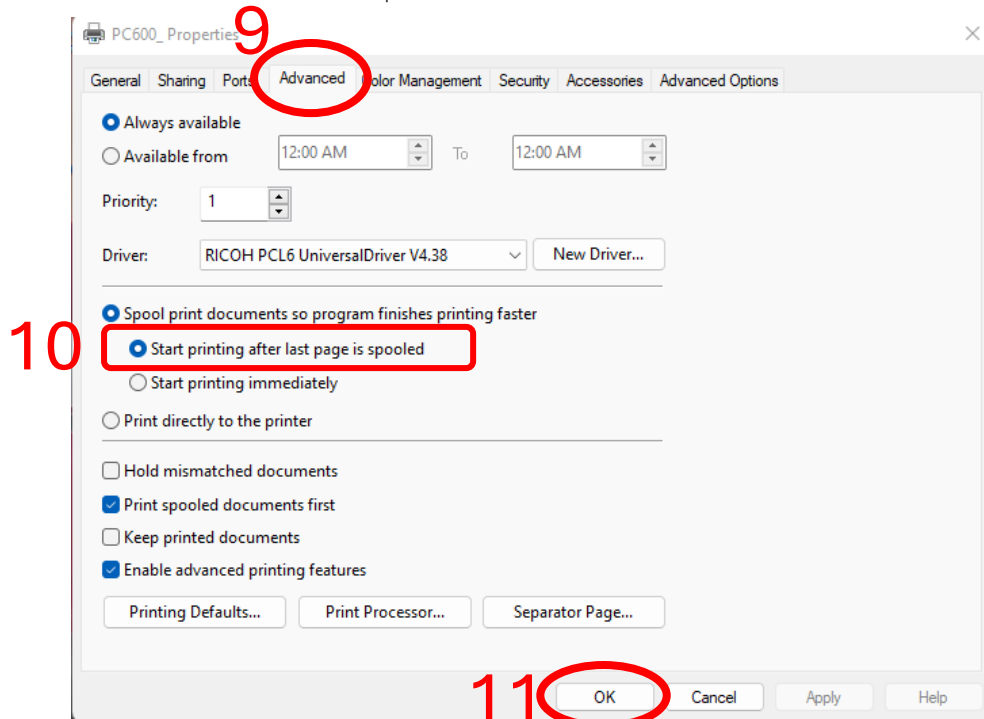 9
PC600_ Properties
General Sharing Ports Advanced Color Management Security Accessories Advanced Options
Always available
Available from 12:00 AM To 12:00 AM
Priority: 1
Driver: RICOH PCL6 UniversalDriver V4.38 New Driver...
Spool print documents so program finishes printing faster
10 Start printing after last page is spooled
Start printing immediately
Print directly to the printer
Hold mismatched documents
Print spooled documents first
Keep printed documents
Enable advanced printing features
Printing Defaults... Print Processor... Separator Page...
11 OK Cancel Apply Help